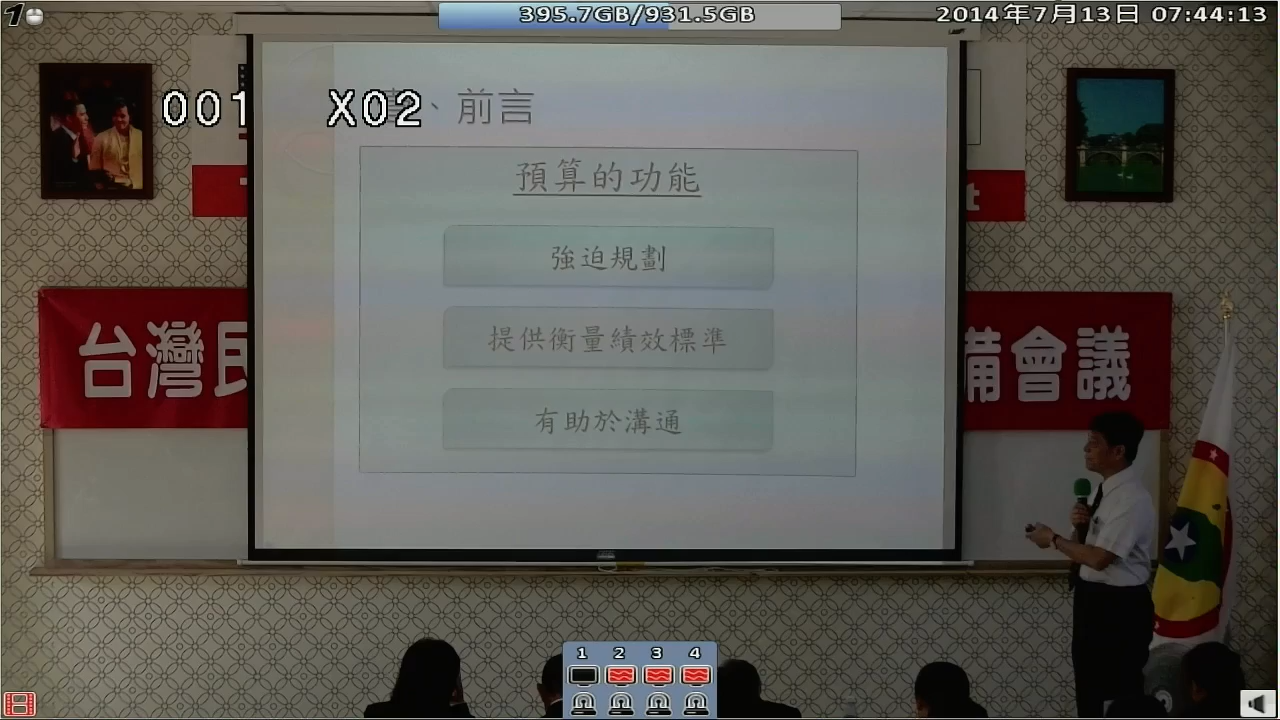 1
395.7GB/931.5GB
2014年7月13日 07:44:13
001 X02
、前言
預算的功能
強迫規劃
提供衡量績效標準
有助於溝通
台灣民
備會議
t
1 2 3 4